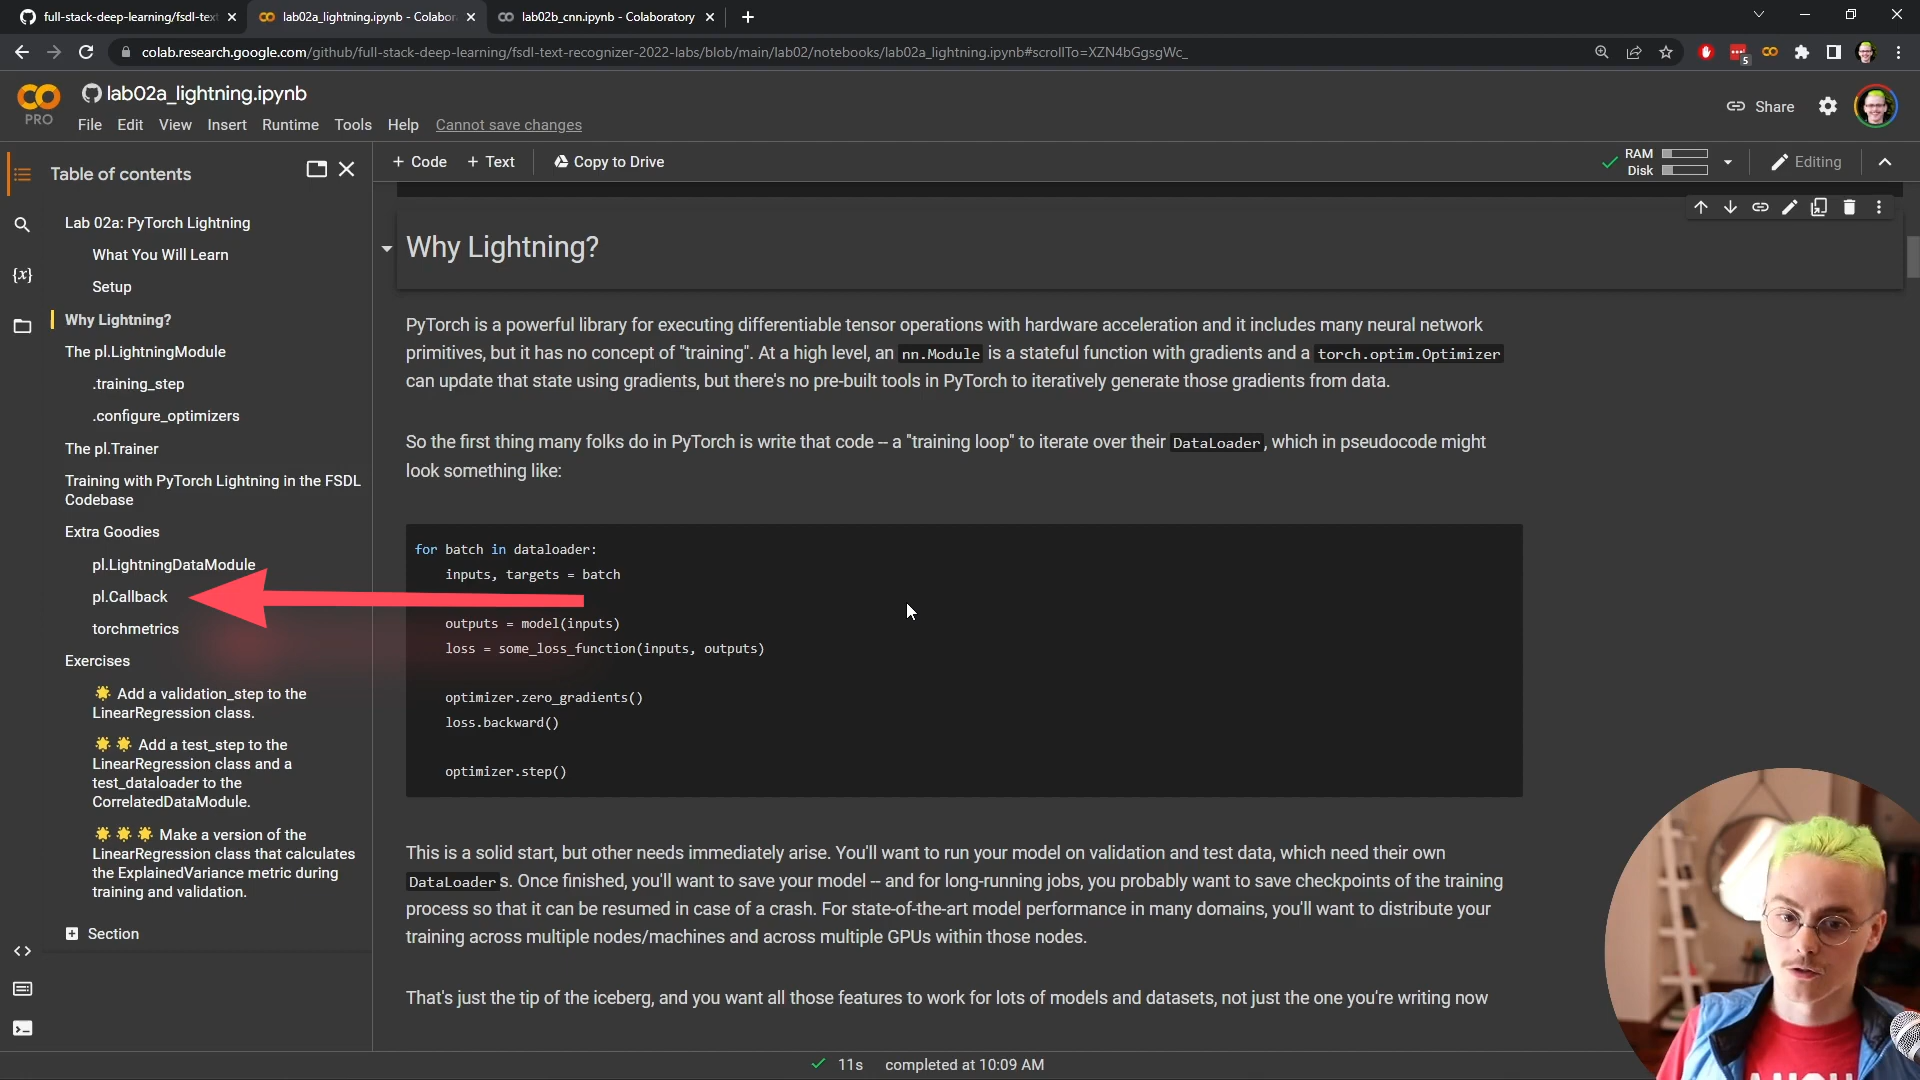 full-stack-deep-learning/fsdl-text
lab02a_lightning.ipynb - Colabor
lab02b_cnn.ipynb - Colaboratory
colab.research.google.com/github/full-stack-deep-learning/fsdl-text-recognizer-2022-labs/blob/main/lab02/notebooks/lab02a_lightning.ipynb#scrollTo=XZN4bGgsgWc_
5
PRO
lab02a_lightning.ipynb
File Edit View Insert Runtime Tools Help Cannot save changes
Share
+ Code + Text Copy to Drive
RAM
Disk
Editing
Table of contents
Lab 02a: PyTorch Lightning
What You Will Learn
Setup
Why Lightning?
The pl.LightningModule
.training_step
.configure_optimizers
The pl.Trainer
Training with PyTorch Lightning in the FSDL
Codebase
Extra Goodies
pl.LightningDataModule
pl.Callback
torchmetrics
Exercises
🌟 Add a validation_step to the
LinearRegression class.
🌟🌟 Add a test_step to the
LinearRegression class and a
test_dataloader to the
CorrelatedDataModule.
🌟🌟🌟 Make a version of the
LinearRegression class that calculates
the ExplainedVariance metric during
training and validation.
Section
{x}
Why Lightning?
PyTorch is a powerful library for executing differentiable tensor operations with hardware acceleration and it includes many neural network
primitives, but it has no concept of "training". At a high level, an nn.Module is a stateful function with gradients and a torch.optim.Optimizer
can update that state using gradients, but there's no pre-built tools in PyTorch to iteratively generate those gradients from data.
So the first thing many folks do in PyTorch is write that code -- a "training loop" to iterate over their DataLoader, which in pseudocode might
look something like:
for batch in dataloader:
inputs, targets = batch
outputs = model(inputs)
loss = some_loss_function(inputs, outputs)
optimizer.zero_gradients()
loss.backward()
optimizer.step()
This is a solid start, but other needs immediately arise. You'll want to run your model on validation and test data, which need their own
DataLoaders. Once finished, you'll want to save your model -- and for long-running jobs, you probably want to save checkpoints of the training
process so that it can be resumed in case of a crash. For state-of-the-art model performance in many domains, you'll want to distribute your
training across multiple nodes/machines and across multiple GPUs within those nodes.
That's just the tip of the iceberg, and you want all those features to work for lots of models and datasets, not just the one you're writing now
11s completed at 10:09 AM